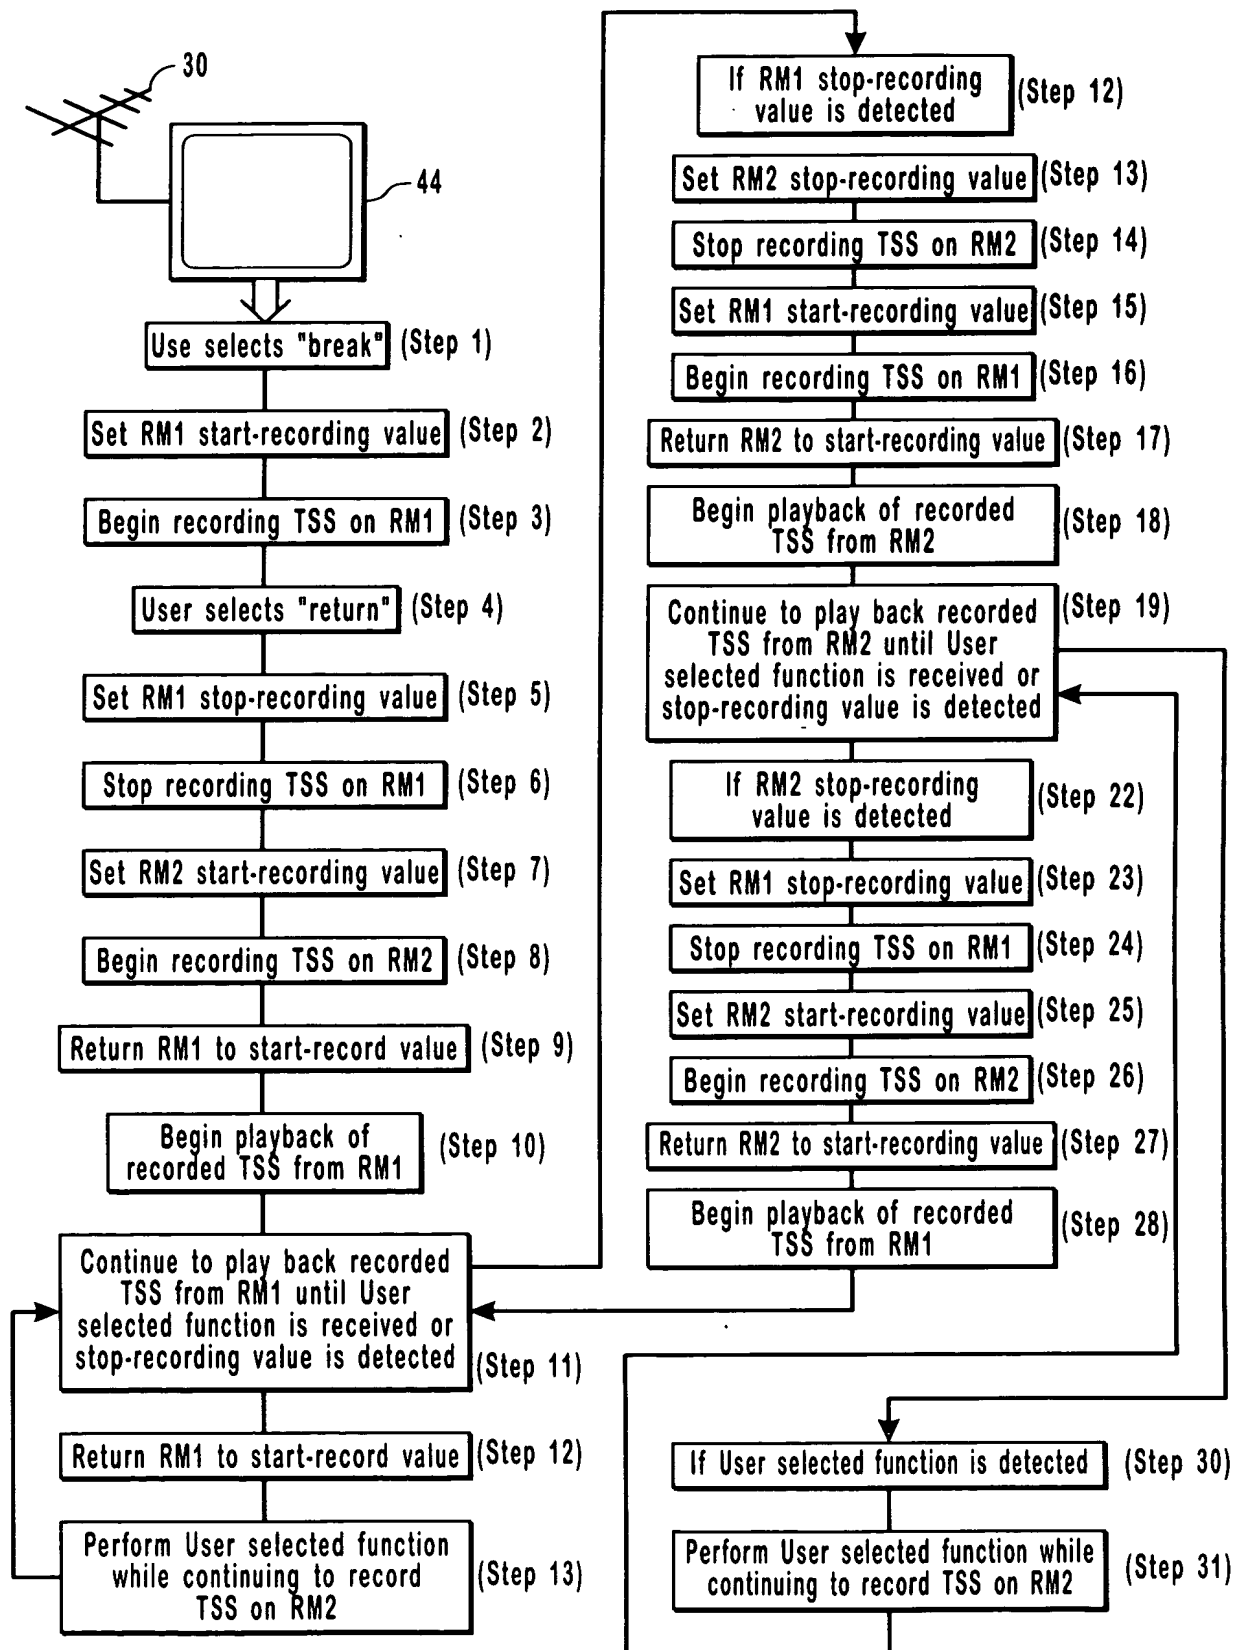 30
44
Use selects "break"
(Step 1)
Set RM1 start-recording value
(Step 2)
Begin recording TSS on RM1
(Step 3)
User selects "return"
(Step 4)
Set RM1 stop-recording value
(Step 5)
Stop recording TSS on RM1
(Step 6)
Set RM2 start-recording value
(Step 7)
Begin recording TSS on RM2
(Step 8)
Return RM1 to start-record value
(Step 9)
Begin playback of
recorded TSS from RM1
(Step 10)
Continue to play back recorded
TSS from RM1 until User
selected function is received or
stop-recording value is detected
(Step 11)
Return RM1 to start-record value
(Step 12)
Perform User selected function
while continuing to record
TSS on RM2
(Step 13)
If RM1 stop-recording
value is detected
(Step 12)
Set RM2 stop-recording value
(Step 13)
Stop recording TSS on RM2
(Step 14)
Set RM1 start-recording value
(Step 15)
Begin recording TSS on RM1
(Step 16)
Return RM2 to start-recording value
(Step 17)
Begin playback of recorded
TSS from RM2
(Step 18)
Continue to play back recorded
TSS from RM2 until User
selected function is received or
stop-recording value is detected
(Step 19)
If RM2 stop-recording
value is detected
(Step 22)
Set RM1 stop-recording value
(Step 23)
Stop recording TSS on RM1
(Step 24)
Set RM2 start-recording value
(Step 25)
Begin recording TSS on RM2
(Step 26)
Return RM2 to start-recording value
(Step 27)
Begin playback of recorded
TSS from RM1
(Step 28)
If User selected function is detected
(Step 30)
Perform User selected function while
continuing to record TSS on RM2
(Step 31)